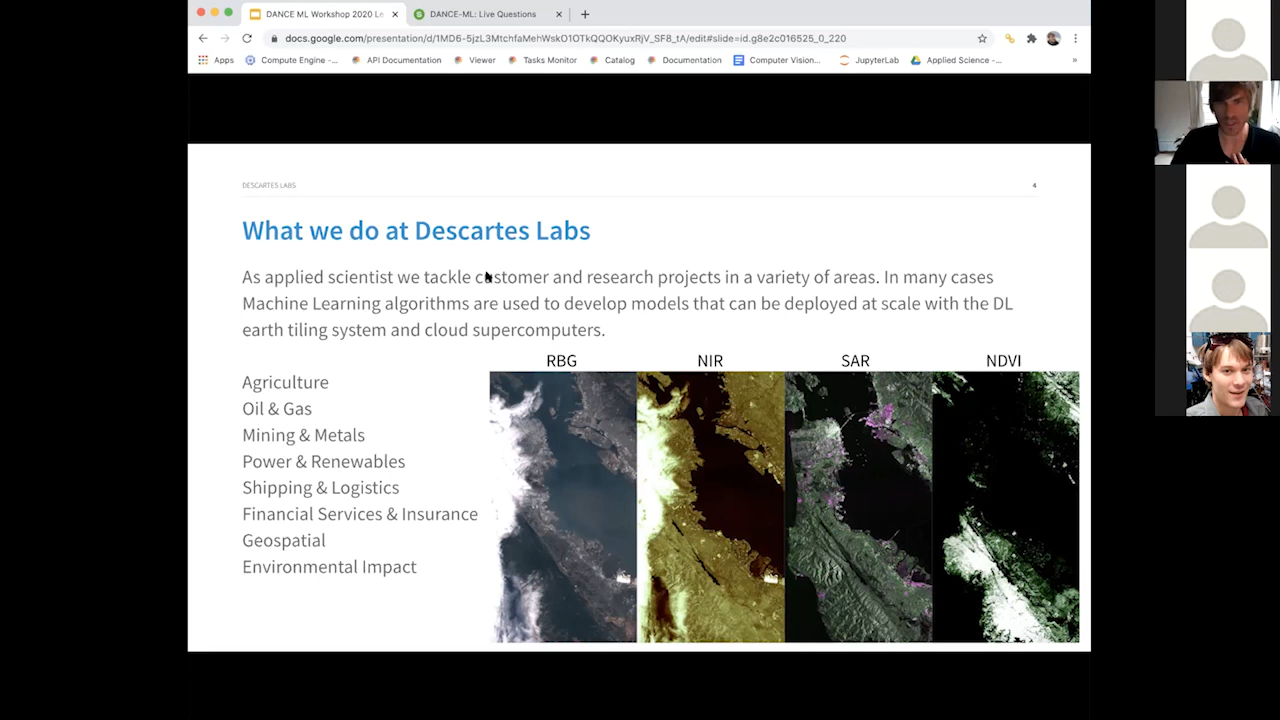 DANCE ML Workshop 2020 Le
DANCE-ML: Live Questions
docs.google.com/presentation/d/1MD6-5jzL3MtchfaMehWskO1OTkQQOKyuxRjV_SF8_tA/edit#slide=id.g8e2c016525_0_220
Apps
Compute Engine -...
API Documentation
Viewer
Tasks Monitor
Catalog
Documentation
Computer Vision...
JupyterLab
Applied Science -...
DESCARTES LABS
4
What we do at Descartes Labs
As applied scientist we tackle customer and research projects in a variety of areas. In many cases
Machine Learning algorithms are used to develop models that can be deployed at scale with the DL
earth tiling system and cloud supercomputers.
RBG
NIR
SAR
NDVI
Agriculture
Oil & Gas
Mining & Metals
Power & Renewables
Shipping & Logistics
Financial Services & Insurance
Geospatial
Environmental Impact